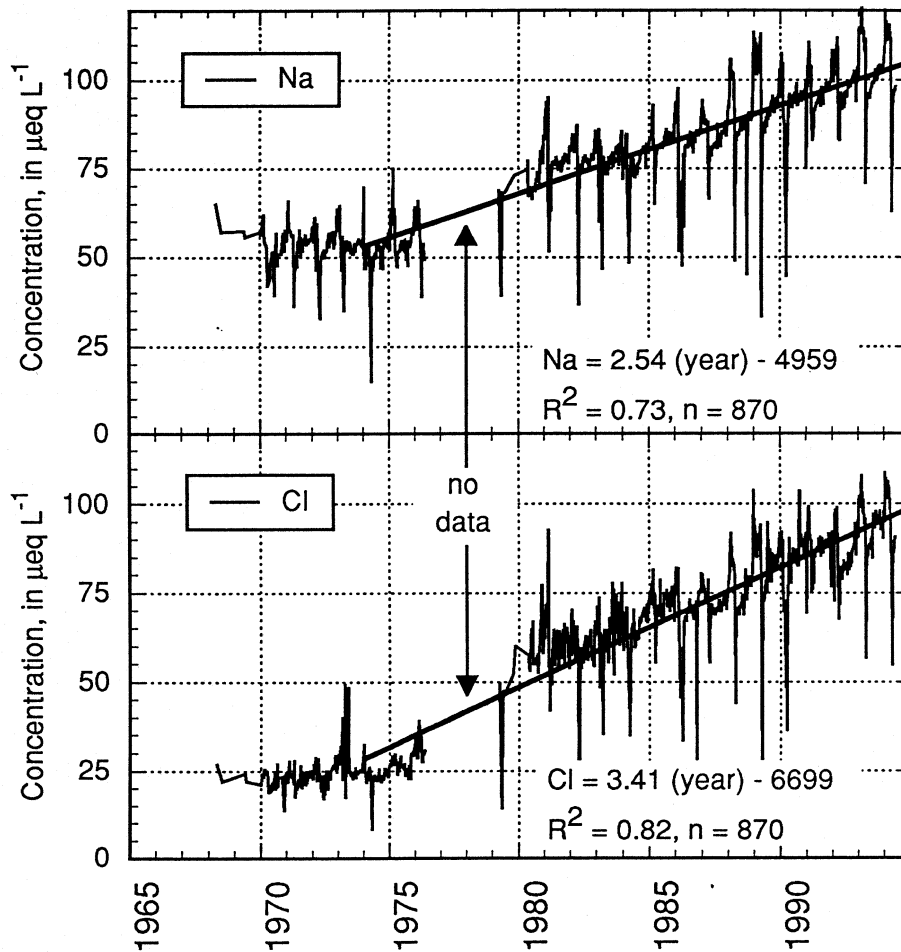 Concentration, in µeq L-1
100
75
50
25
0
Na
Na = 2.54 (year) - 4959
R2 = 0.73, n = 870
no
data
Concentration, in µeq L-1
100
75
50
25
0
Cl
Cl = 3.41 (year) - 6699
R2 = 0.82, n = 870
1965
1970
1975
1980
1985
1990